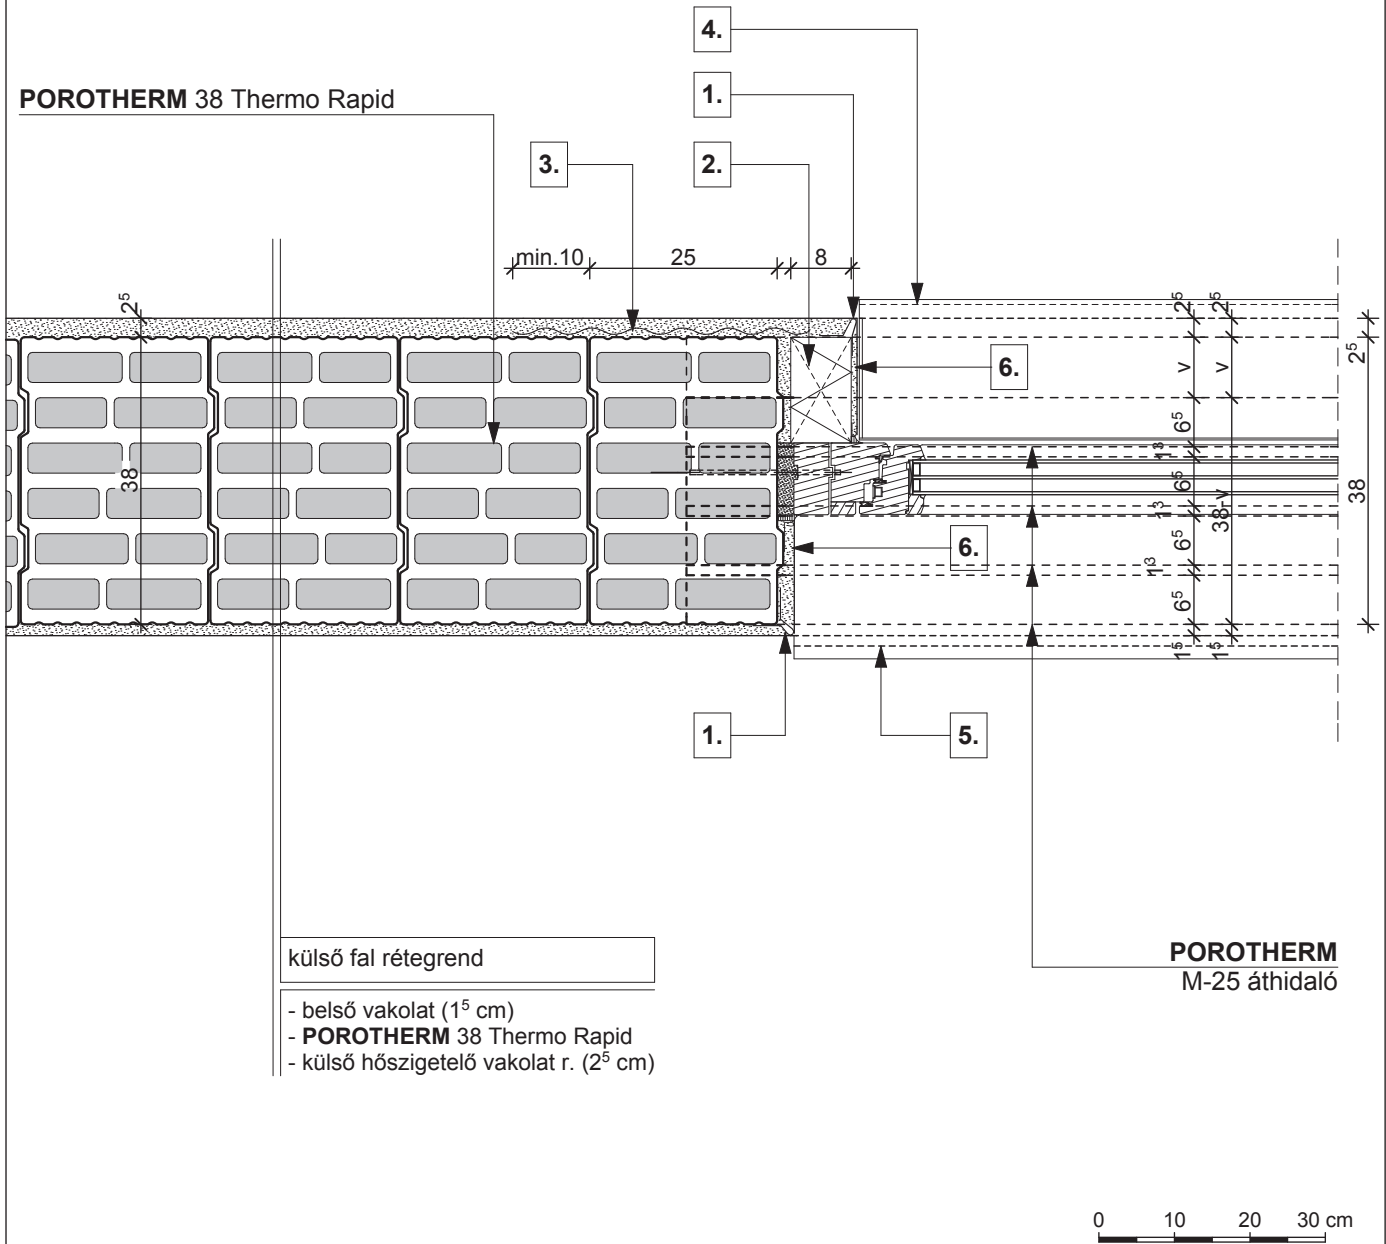 4.
POROTHERM 38 Thermo Rapid
1.
3.
2.
min.10 25 8
2⁵
2⁵
2⁵
2⁵
v
v
6.
6⁵
1³
38
6⁵
38-v
38
1³
6⁵
6.
1³
6⁵
1⁵
1⁵
1.
5.
külső fal rétegrend
POROTHERM
M-25 áthidaló
- belső vakolat (1⁵ cm)
- POROTHERM 38 Thermo Rapid
- külső hőszigetelő vakolat r. (2⁵ cm)
0 10 20 30 cm